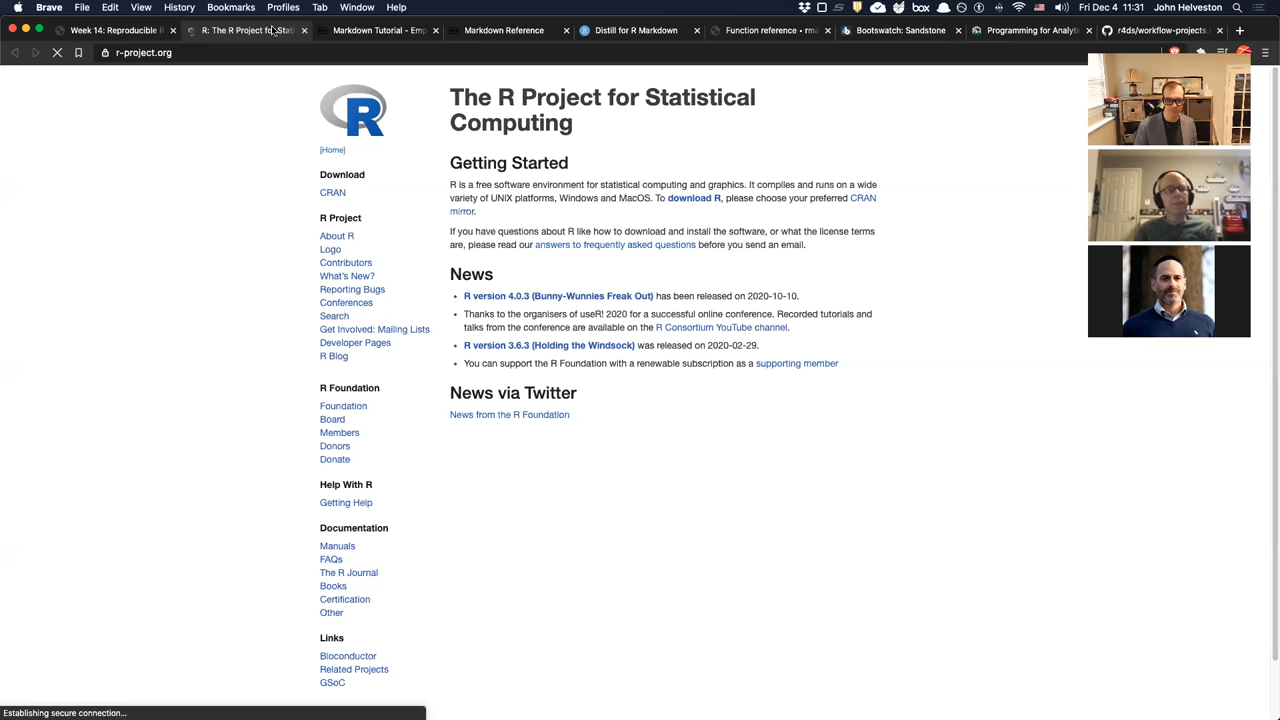 Brave File Edit View History Bookmarks Profiles Tab Window Help
box Fri Dec 4 11:31 John Helveston
Week 14: Reproducible R
R: The R Project for Stati
Markdown Tutorial - Emp
Markdown Reference
Distill for R Markdown
Function reference • rma
Bootswatch: Sandstone
Programming for Analyti
r4ds/workflow-projects.
r-project.org
R
[Home]
Download
CRAN
R Project
About R
Logo
Contributors
What's New?
Reporting Bugs
Conferences
Search
Get Involved: Mailing Lists
Developer Pages
R Blog
R Foundation
Foundation
Board
Members
Donors
Donate
Help With R
Getting Help
Documentation
Manuals
FAQs
The R Journal
Books
Certification
Other
Links
Bioconductor
Related Projects
GSoC
The R Project for Statistical
Computing
Getting Started
R is a free software environment for statistical computing and graphics. It compiles and runs on a wide
variety of UNIX platforms, Windows and MacOS. To download R, please choose your preferred CRAN
mirror.
If you have questions about R like how to download and install the software, or what the license terms
are, please read our answers to frequently asked questions before you send an email.
News
• R version 4.0.3 (Bunny-Wunnies Freak Out) has been released on 2020-10-10.
• Thanks to the organisers of useR! 2020 for a successful online conference. Recorded tutorials and
talks from the conference are available on the R Consortium YouTube channel.
• R version 3.6.3 (Holding the Windsock) was released on 2020-02-29.
• You can support the R Foundation with a renewable subscription as a supporting member
News via Twitter
News from the R Foundation
Establishing secure connection...